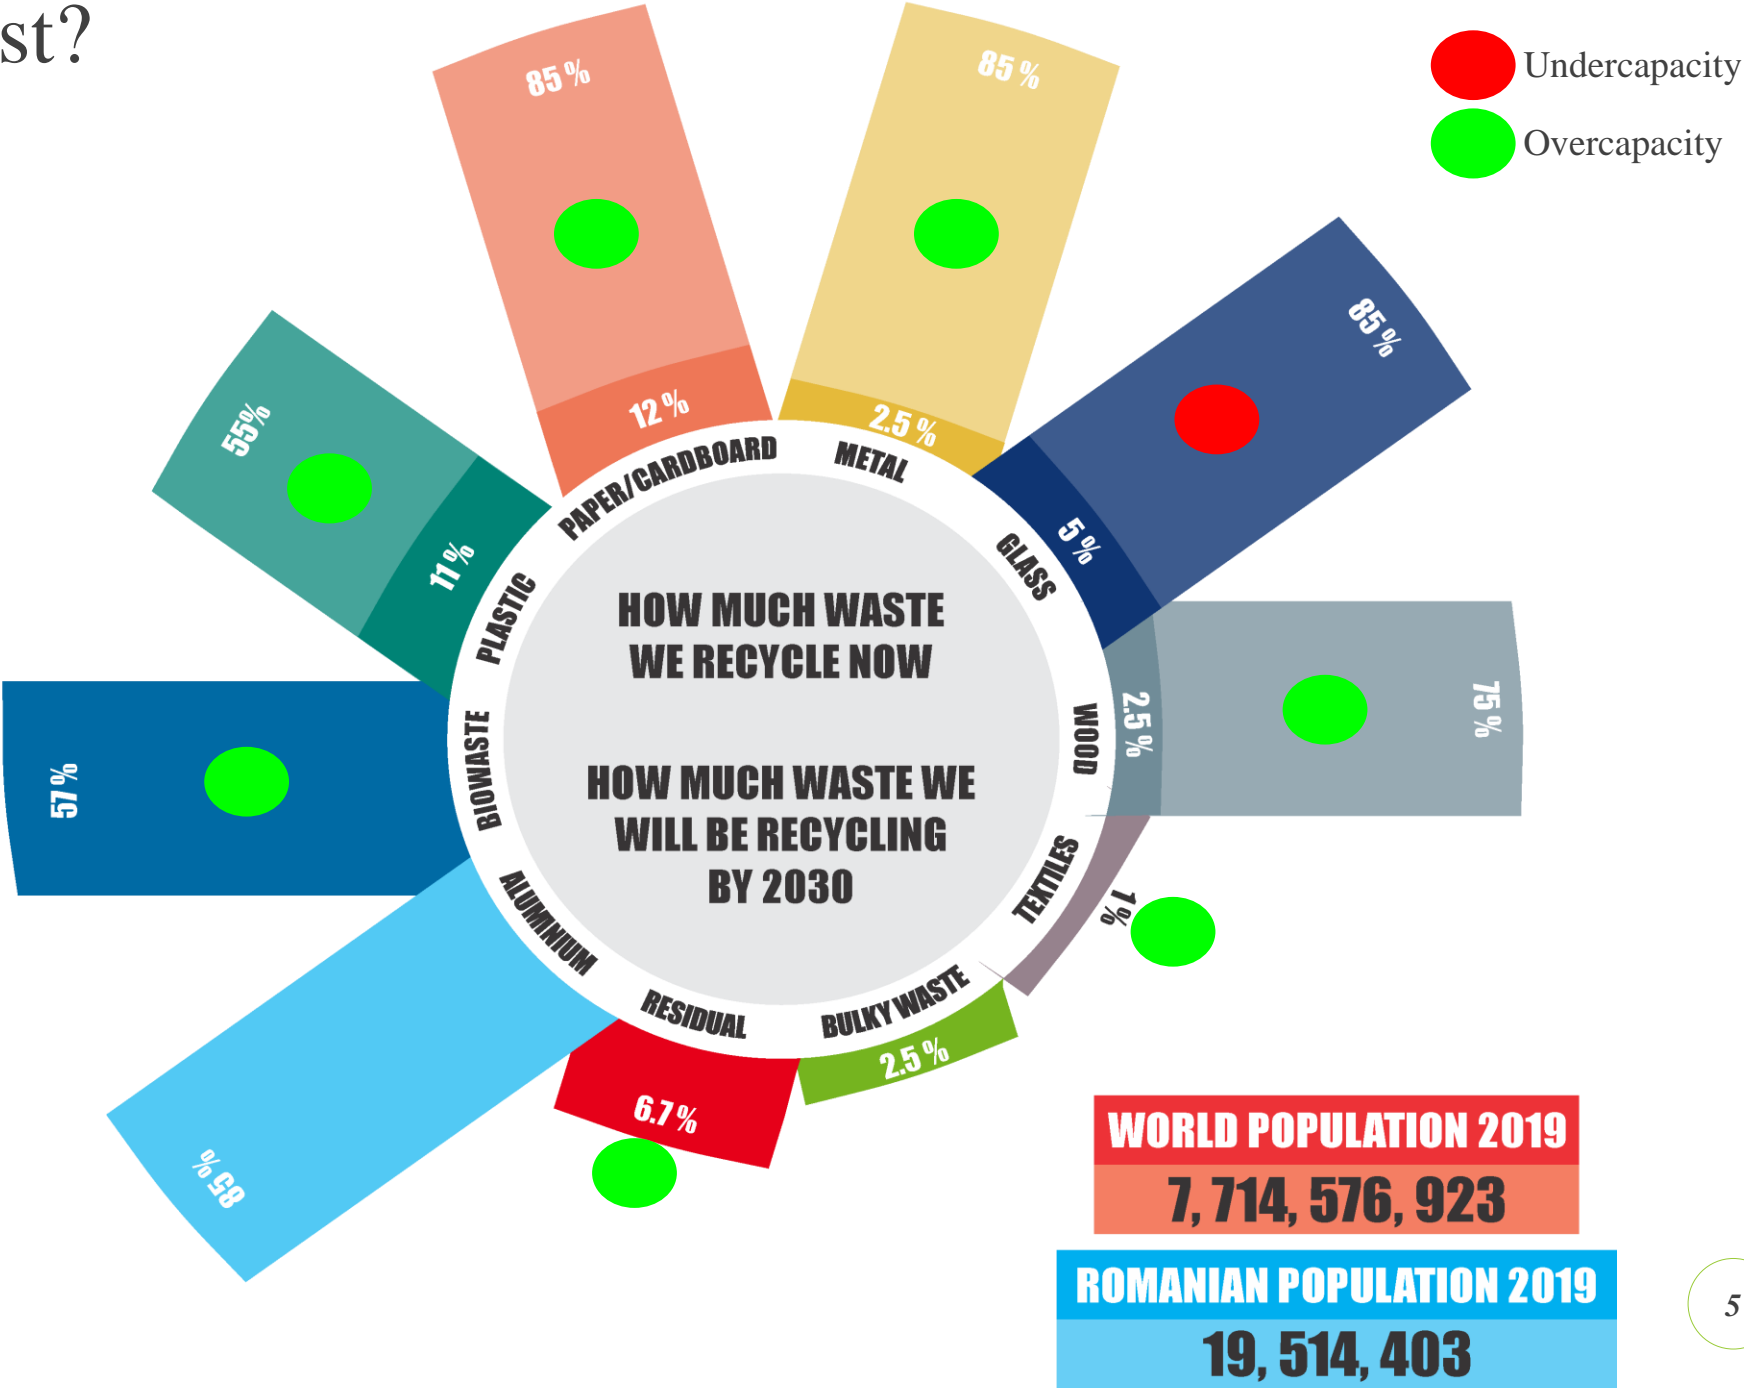 st?
Undercapacity
Overcapacity
85%
85%
85%
55%
12%
2.5%
5%
11%
75%
2.5%
57%
1%
85%
6.7%
2.5%
PAPER/CARDBOARD
METAL
GLASS
WOOD
TEXTILES
BULKY WASTE
RESIDUAL
ALUMINIUM
BIOWASTE
PLASTIC
HOW MUCH WASTE
WE RECYCLE NOW
HOW MUCH WASTE WE
WILL BE RECYCLING
BY 2030
WORLD POPULATION 2019
7, 714, 576, 923
ROMANIAN POPULATION 2019
19, 514, 403
5